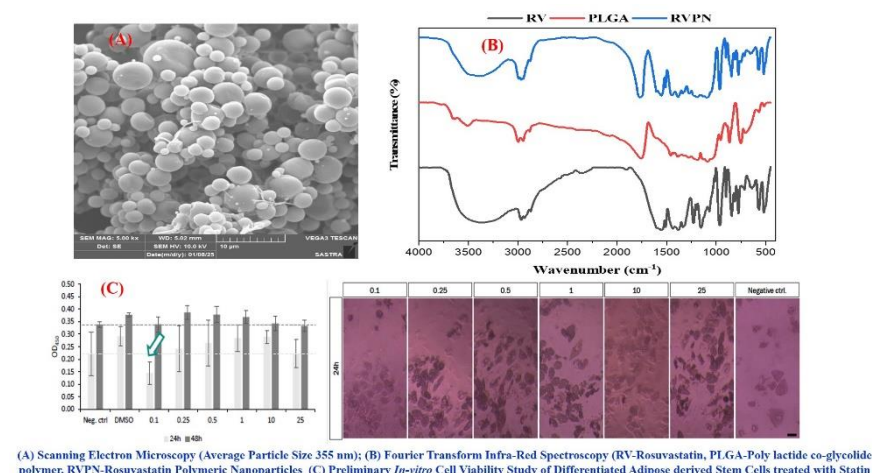 (A)
SEM MAG: 5.00 kx WD: 5.02 mm VEGA3 TESCAN
Det: SE 10 µm
SEM HV: 10.0 kV
Date(m/d/y): 01/08/25 SASTRA
(B)
RV PLGA RVPN
Transmittance (%)
4000 3500 3000 2500 2000 1500 1000 500
Wavenumber (cm⁻¹)
(C)
0.50
0.45
0.40
0.35
0.30
0.25
0.20
0.15
0.10
0.05
0.00
Neg. ctrl DMSO 0.1 0.25 0.5 1 10 25
24h 48h
0.1 0.25 0.5 1 10 25 Negative ctrl.
24h
(A) Scanning Electron Microscopy (Average Particle Size 355 nm); (B) Fourier Transform Infra-Red Spectroscopy (RV-Rosuvastatin, PLGA-Poly lactide co-glycolide
polymer, RVPN-Rosuvastatin Polymeric Nanoparticles (C) Preliminary In-vitro Cell Viability Study of Differentiated Adipose derived Stem Cells treated with Statin